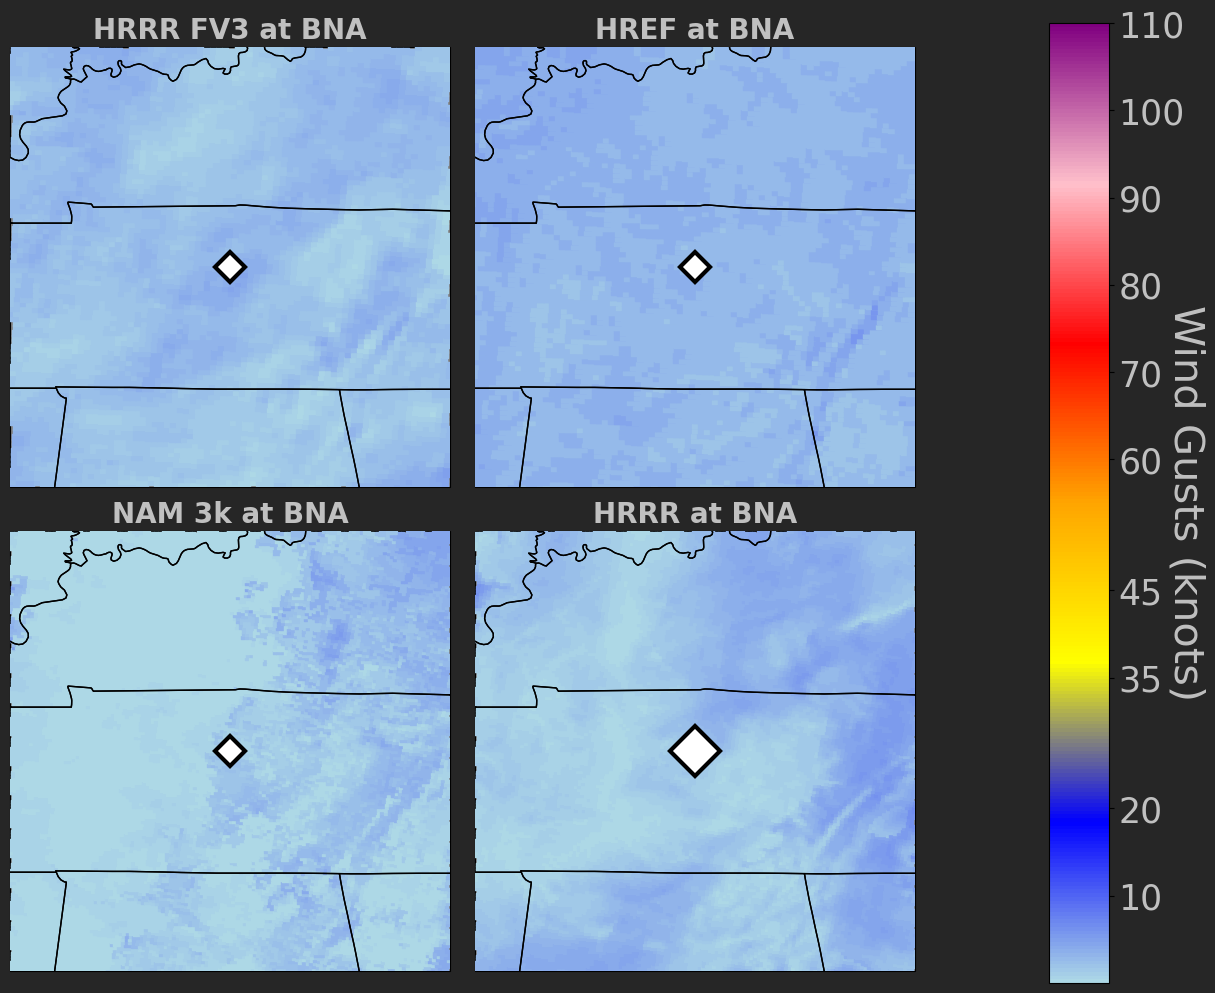 HRRR FV3 at BNA
HREF at BNA
NAM 3k at BNA
HRRR at BNA
110
100
90
80
70
60
45
35
20
10
Wind Gusts (knots)